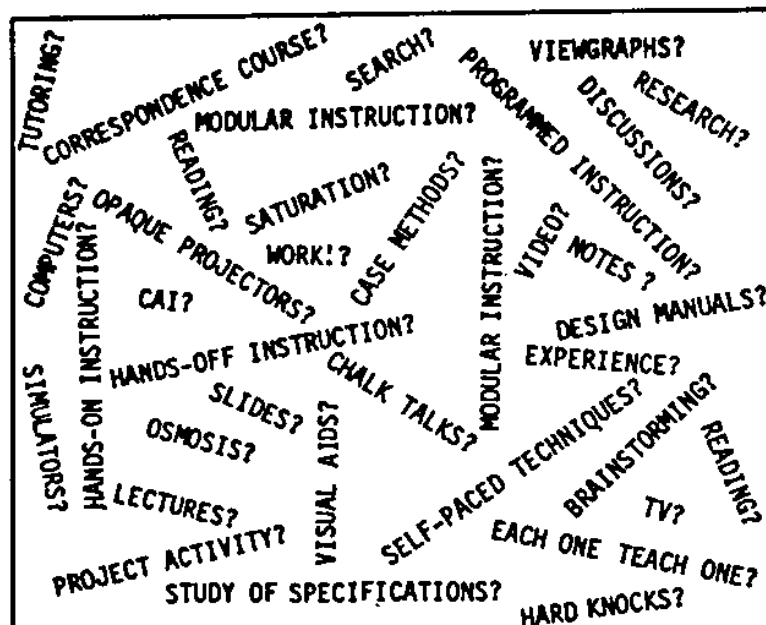 TUTORING?
CORRESPONDENCE COURSE?
SEARCH?
VIEWGRAPHS?
PROGRAMMED INSTRUCTION?
DISCUSSIONS?
RESEARCH?
MODULAR INSTRUCTION?
READING?
SATURATION?
CASE METHODS?
MODULAR INSTRUCTION?
VIDEO?
NOTES ?
COMPUTERS?
OPAQUE PROJECTORS?
WORK!?
HANDS-ON INSTRUCTION?
CAI?
DESIGN MANUALS?
HANDS-OFF INSTRUCTION?
EXPERIENCE?
CHALK TALKS?
SIMULATORS?
SLIDES?
OSMOSIS?
VISUAL AIDS?
SELF-PACED TECHNIQUES?
BRAINSTORMING?
READING?
LECTURES?
TV?
PROJECT ACTIVITY?
EACH ONE TEACH ONE?
STUDY OF SPECIFICATIONS?
HARD KNOCKS?